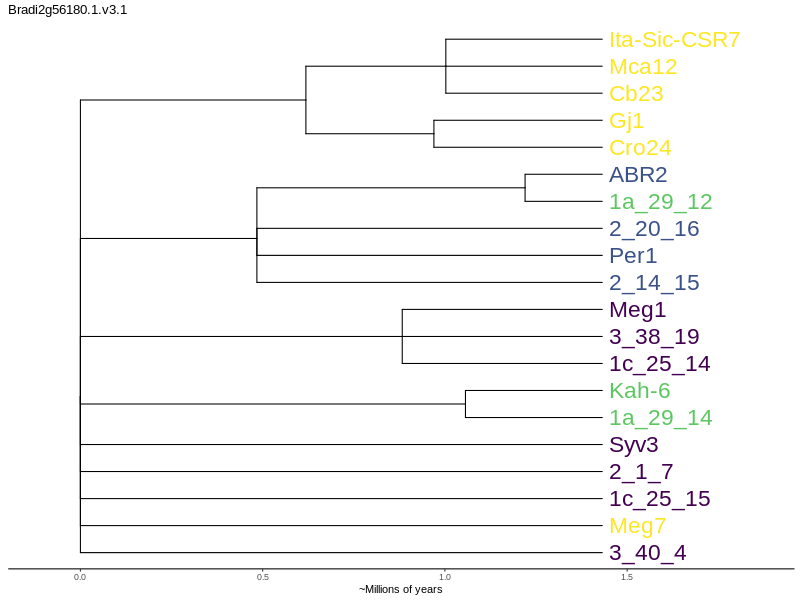 Bradi2g56180.1.v3.1
Ita-Sic-CSR7
Mca12
Cb23
Gj1
Cro24
ABR2
1a_29_12
2_20_16
Per1
2_14_15
Meg1
3_38_19
1c_25_14
Kah-6
1a_29_14
Syv3
2_1_7
1c_25_15
Meg7
3_40_4
0.0 0.5 1.0 1.5
~Millions of years